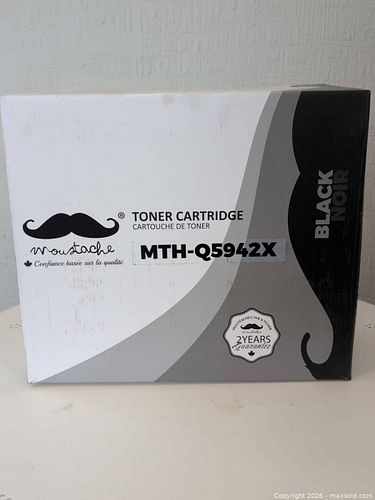 BLACK
NOIR
® TONER CARTRIDGE
CARTOUCHE DE TONER
moustache
Confiance basée sur la qualité
MTH-Q5942X
2YEARS
Guarantee
Copyright 2026 - maxsold.com